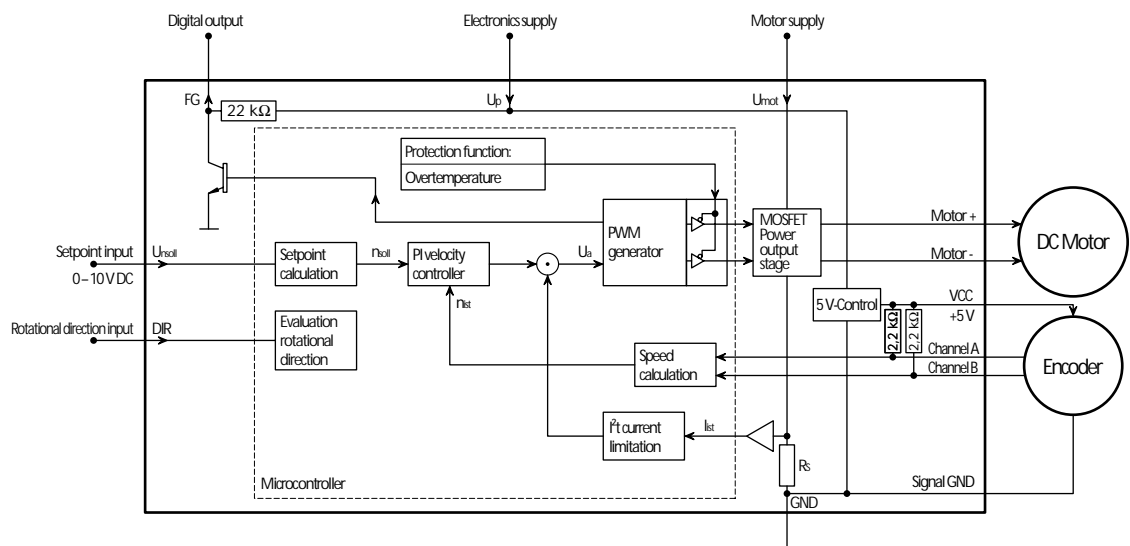 Digital output
Electronics supply
Motor supply
FG
22 kΩ
Up
Umot
Protection function:
Overtemperature
Setpoint input
0 – 10 V DC
Unsoll
Setpoint
calculation
nsoll
PI velocity
controller
Ua
PWM
generator
MOSFET
Power
output
stage
Motor +
Motor -
DC Motor
nist
5 V-Control
2,2 kΩ
2,2 kΩ
VCC
+5 V
Rotational direction input
DIR
Evaluation
rotational
direction
Speed
calculation
Channel A
Channel B
Encoder
I²t current
limitation
Iist
RS
Microcontroller
Signal GND
GND